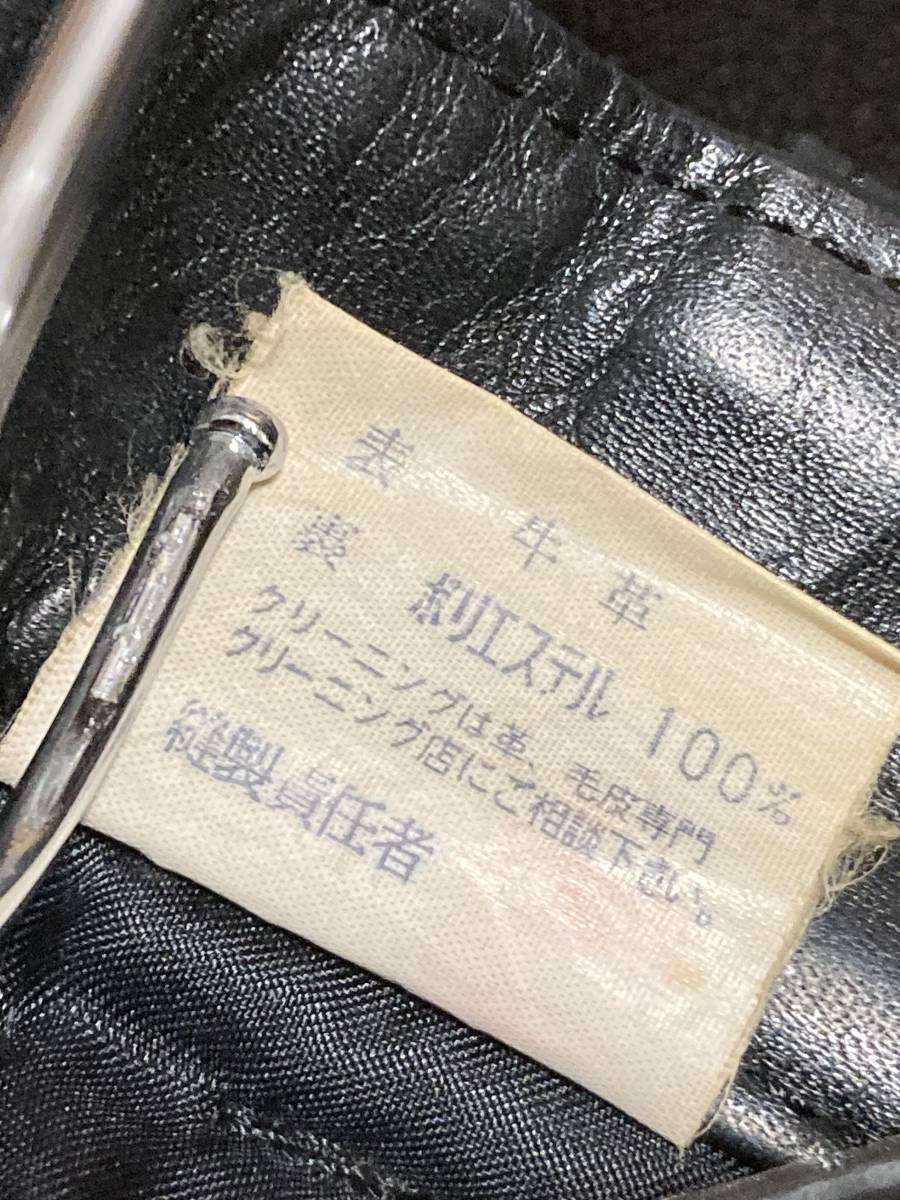 表 牛革
裏 ポリエステル 100%
クリーニングは革、毛皮専門
クリーニング店にご相談下さい。
縫製責任者